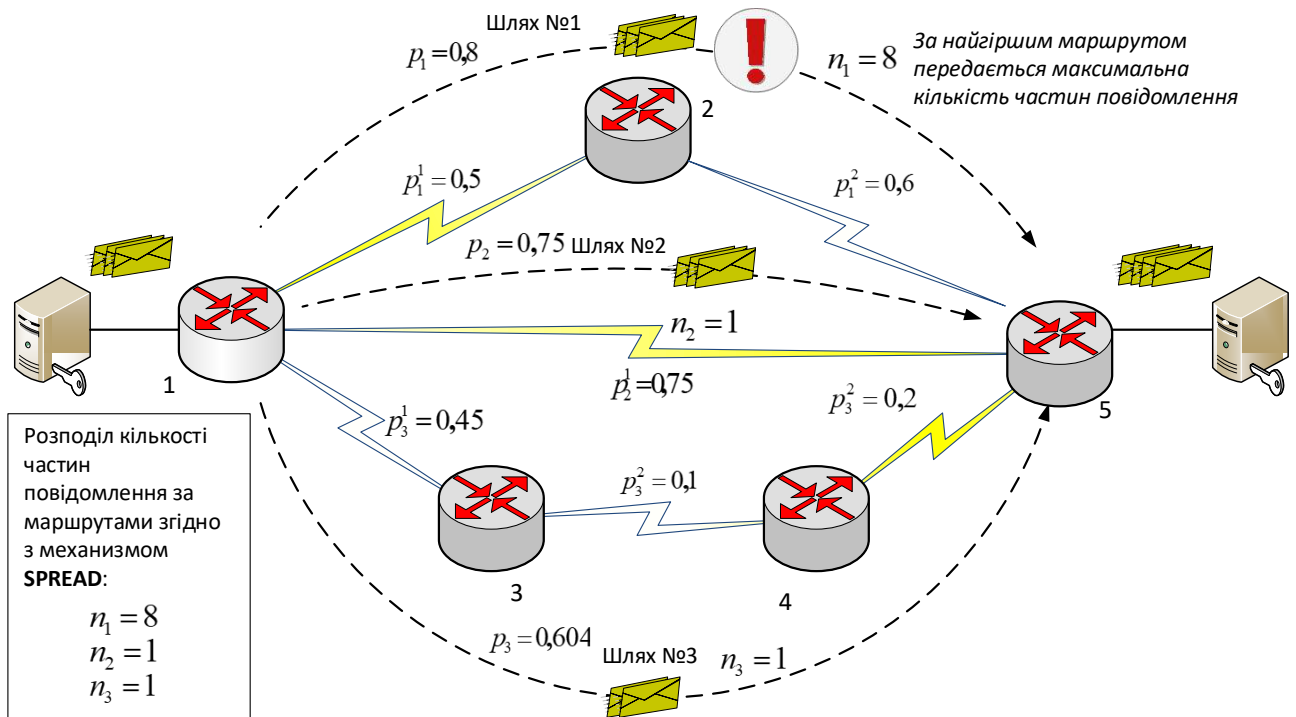 Шлях №1
p₁ = 0,8
n₁ = 8
За найгіршим маршрутом
передається максимальна
кількість частин повідомлення
2
p₁¹ = 0,5
p₁² = 0,6
p₂ = 0,75
Шлях №2
n₂ = 1
p₂¹ = 0,75
1
5
p₃¹ = 0,45
p₃² = 0,2
p₃² = 0,1
3
4
Розподіл кількості
частин
повідомлення за
маршрутами згідно
з механізмом
SPREAD:
n₁ = 8
n₂ = 1
n₃ = 1
p₃ = 0,604
Шлях №3
n₃ = 1